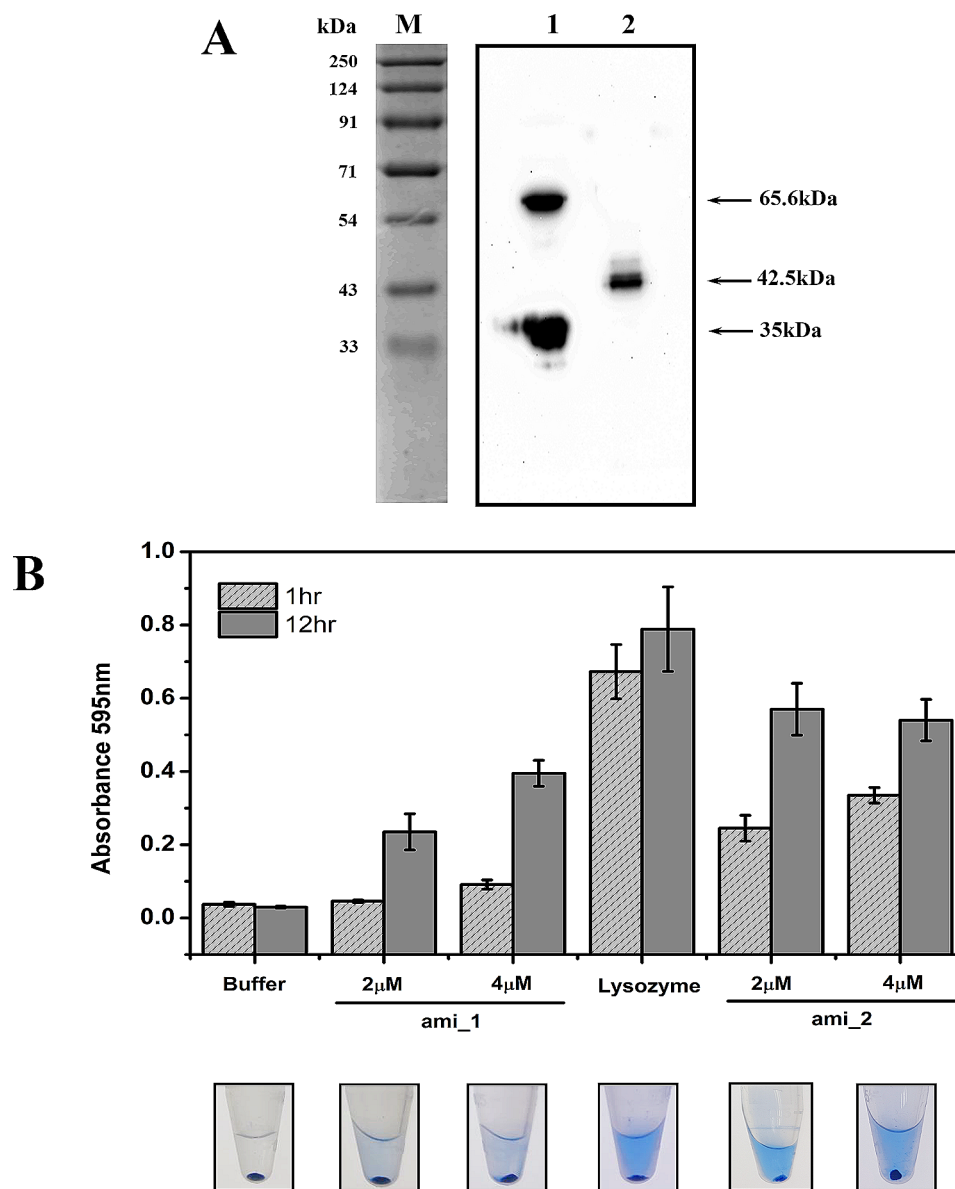 A
kDa M 1 2
250
124
91
71
54
43
33
65.6kDa
42.5kDa
35kDa
B
1.0
0.8
0.6
0.4
0.2
0.0
Absorbance 595nm
1hr
12hr
Buffer 2µM 4µM Lysozyme 2µM 4µM
ami_1 ami_2